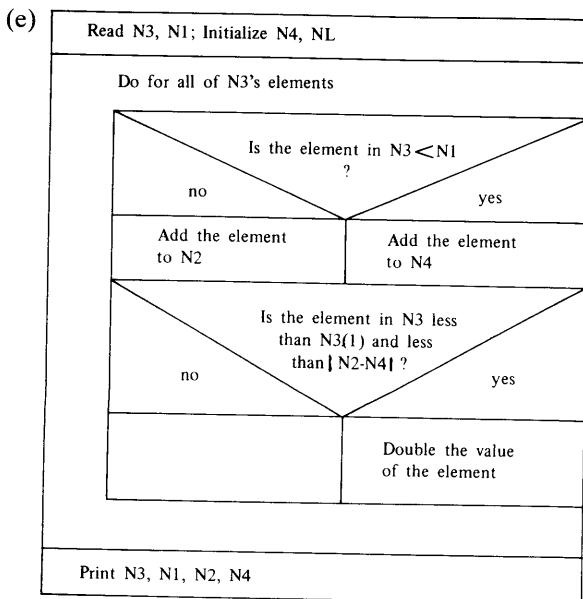 (e)
Read N3, N1; Initialize N4, NL
Do for all of N3's elements
Is the element in N3 < N1
?
no
yes
Add the element
to N2
Add the element
to N4
Is the element in N3 less
than N3(1) and less
than | N2-N4 | ?
no
yes
Double the value
of the element
Print N3, N1, N2, N4